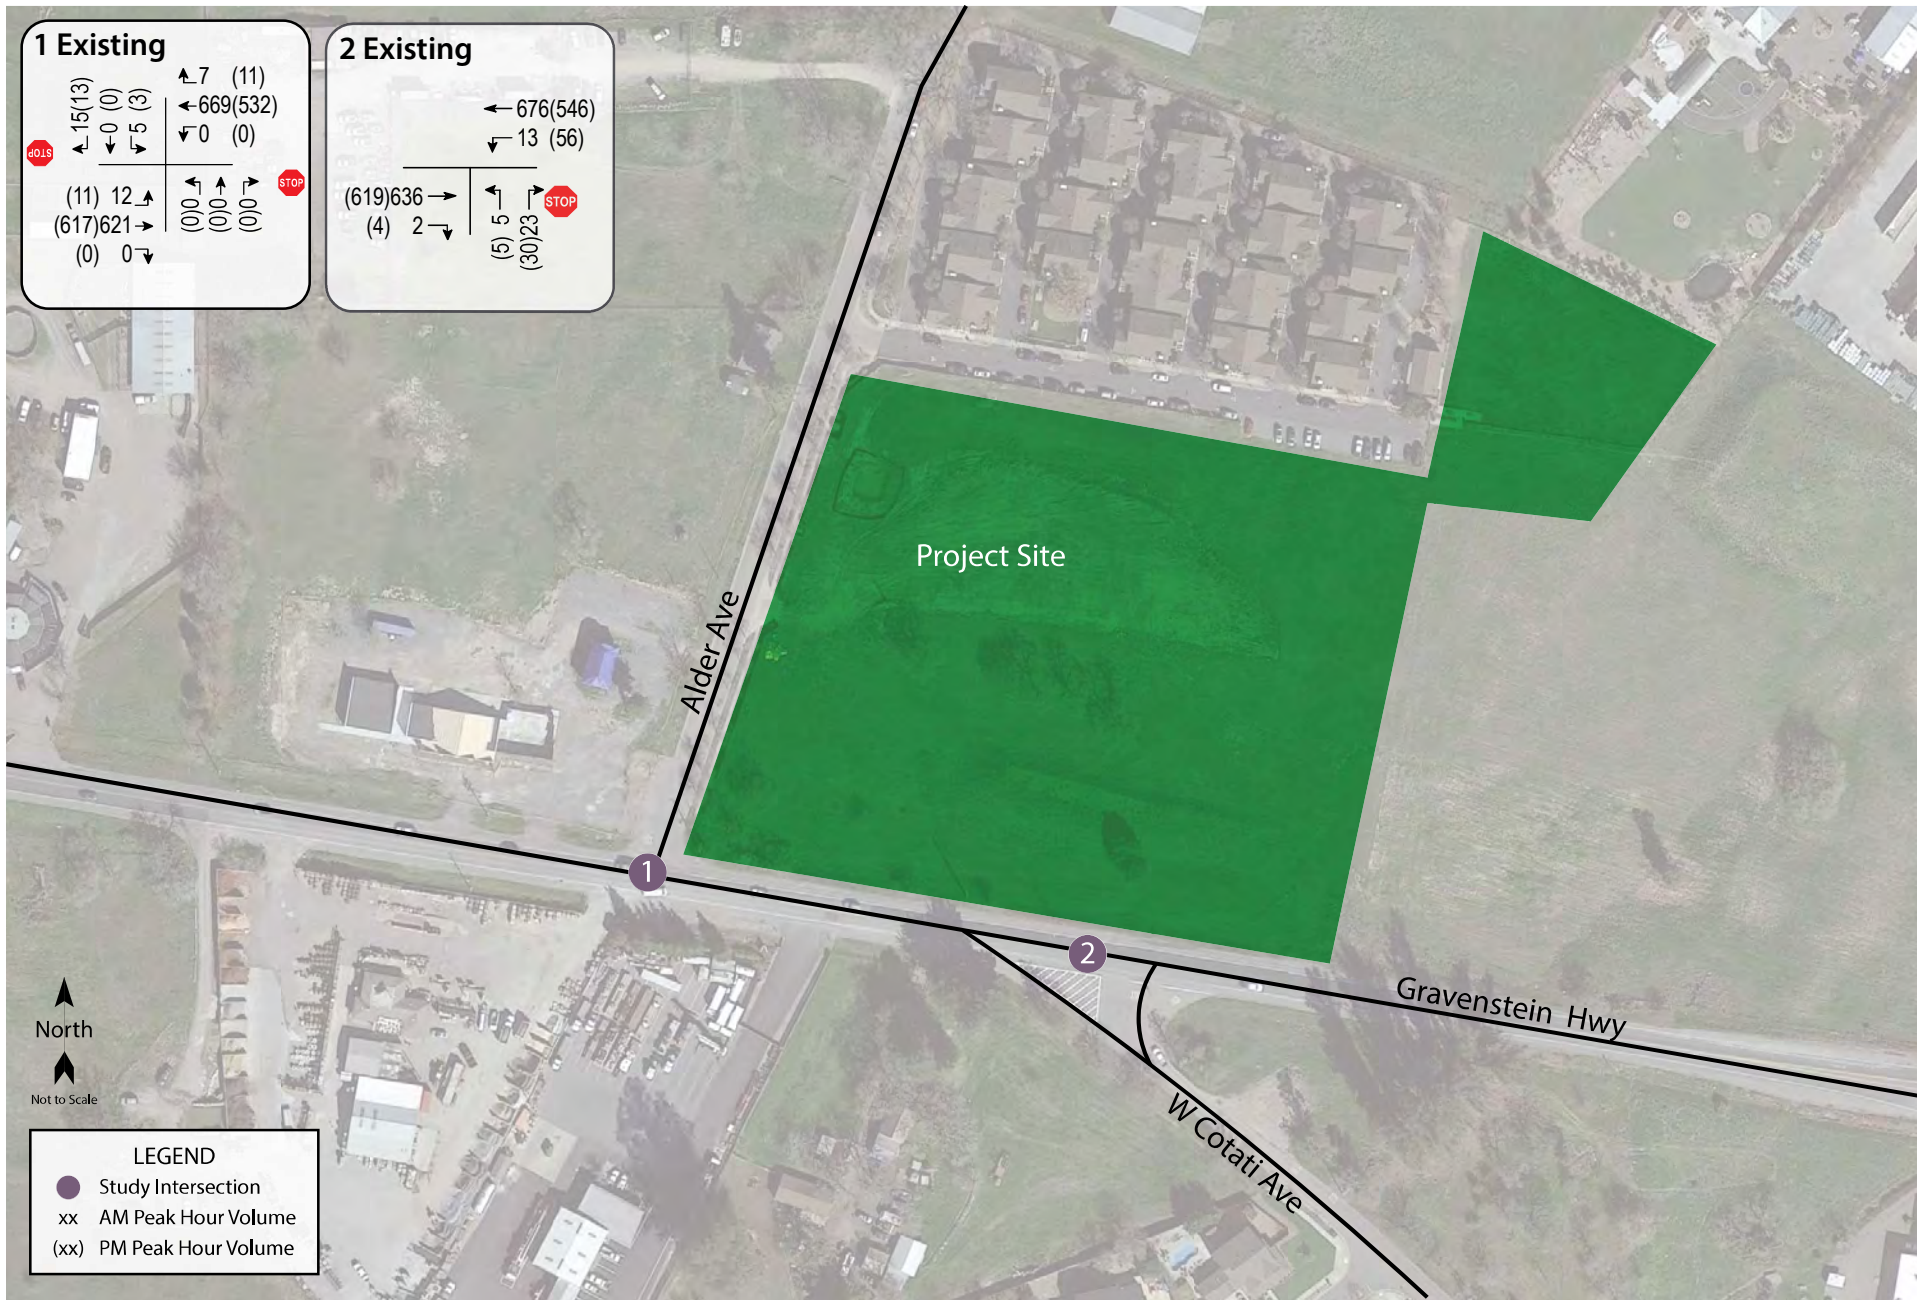 1 Existing
15(13)
0 (0)
5 (3)
7 (11)
669(532)
0 (0)
STOP
(11) 12
(617)621
(0) 0
(0)0
(0)0
(0)0
STOP
2 Existing
676(546)
13 (56)
(619)636
(4) 2
(5) 5
(30)23
STOP
Project Site
Alder Ave
1
2
Gravenstein Hwy
W Cotati Ave
North
Not to Scale
LEGEND
Study Intersection
xx AM Peak Hour Volume
(xx) PM Peak Hour Volume